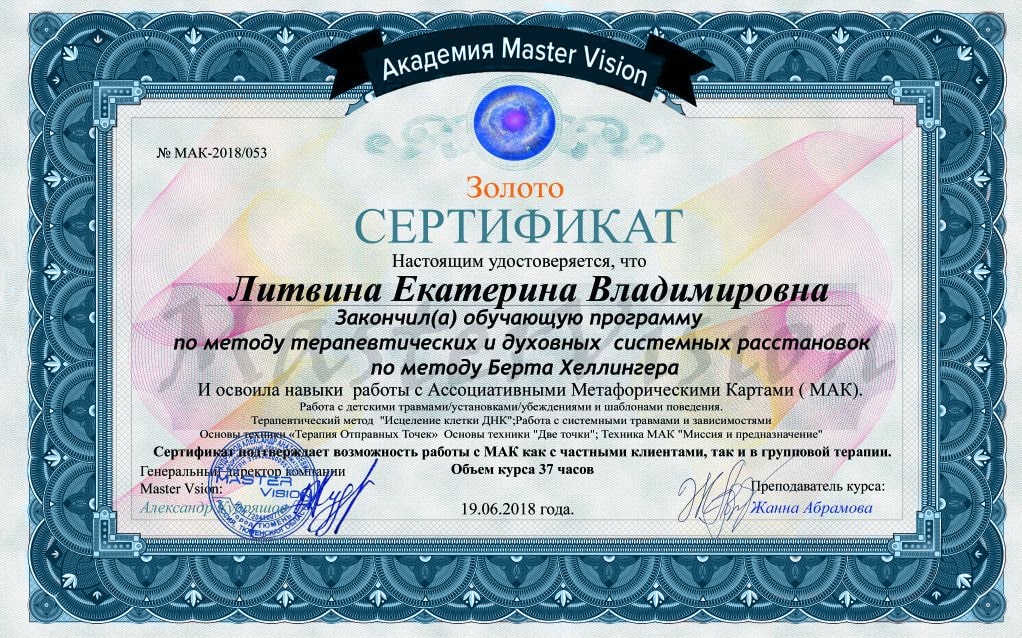 Академия Master Vision
№ МАК-2018/053
Золото
СЕРТИФИКАТ
Настоящим удостоверяется, что
Литвина Екатерина Владимировна
Закончил(а) обучающую программу
по методу терапевтических и духовных системных расстановок
по методу Берта Хеллингера
И освоила навыки работы с Ассоциативными Метафорическими Картами ( МАК).
Работа с детскими травмами/установками/убеждениями и шаблонами поведения.
Терапевтический метод "Исцеление клетки ДНК";Работа с системными травмами и зависимостями
Основы техники «Терапия Отправных Точек» Основы техники "Две точки"; Техника МАК "Миссия и предназначение"
Сертификат подтверждает возможность работы с МАК как с частными клиентами, так и в групповой терапии.
Объем курса 37 часов
Генеральный директор компании
Master Vision:
Александр
MASTER
VISION
19.06.2018 года.
Преподаватель курса:
Жанна Абрамова
MasterVision